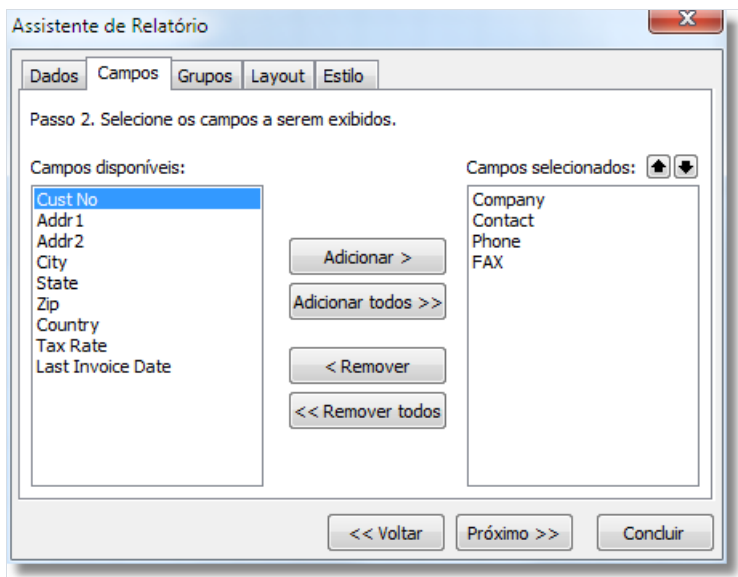 Assistente de Relatório
Dados Campos Grupos Layout Estilo
Passo 2. Selecione os campos a serem exibidos.
Campos disponíveis:
Cust No
Addr1
Addr2
City
State
Zip
Country
Tax Rate
Last Invoice Date
Adicionar >
Adicionar todos >>
< Remover
<< Remover todos
Campos selecionados:
Company
Contact
Phone
FAX
<< Voltar Próximo >> Concluir